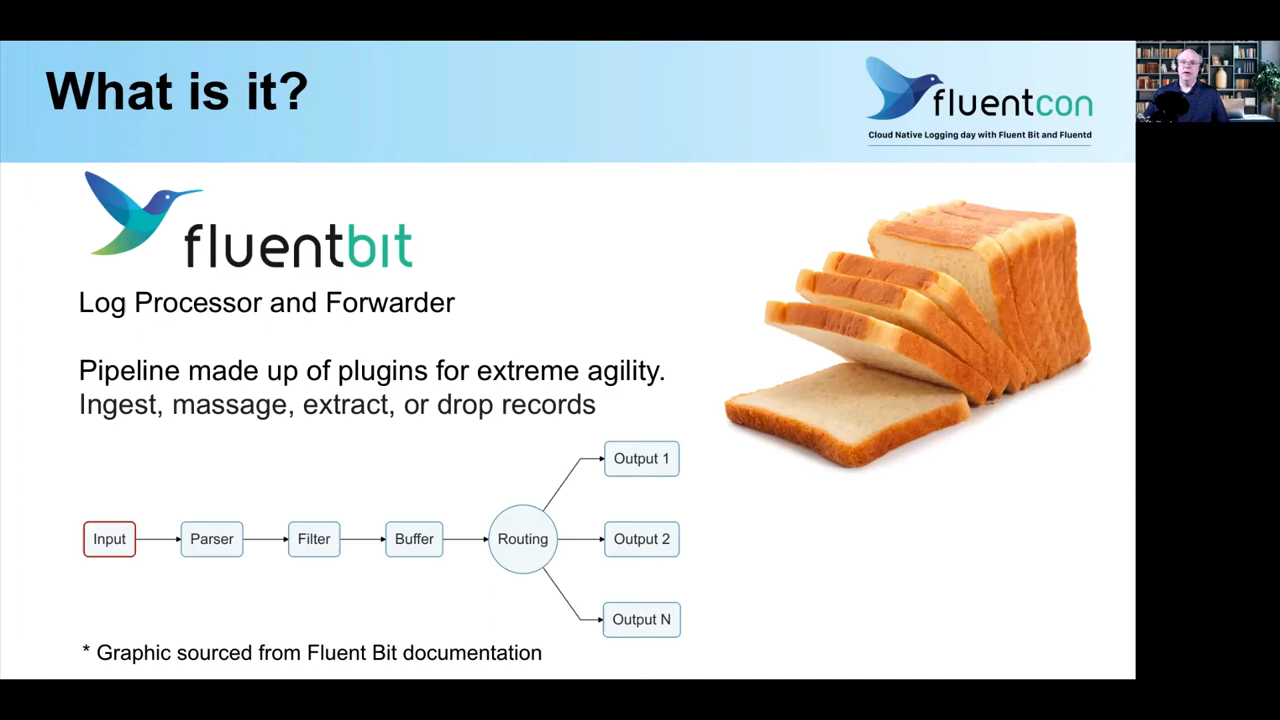 What is it?
fluentcon
Cloud Native Logging day with Fluent Bit and Fluentd
fluentbit
Log Processor and Forwarder
Pipeline made up of plugins for extreme agility.
Ingest, massage, extract, or drop records
Output 1
Input
Parser
Filter
Buffer
Routing
Output 2
Output N
* Graphic sourced from Fluent Bit documentation